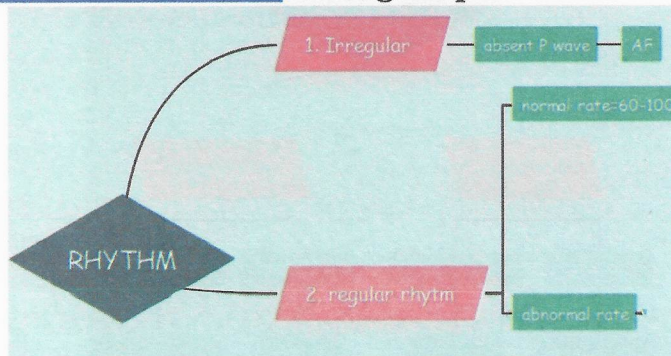 1. Irregular
absent P wave
AF
normal rate=60-100
RHYTHM
2. regular rhytm
abnormal rate